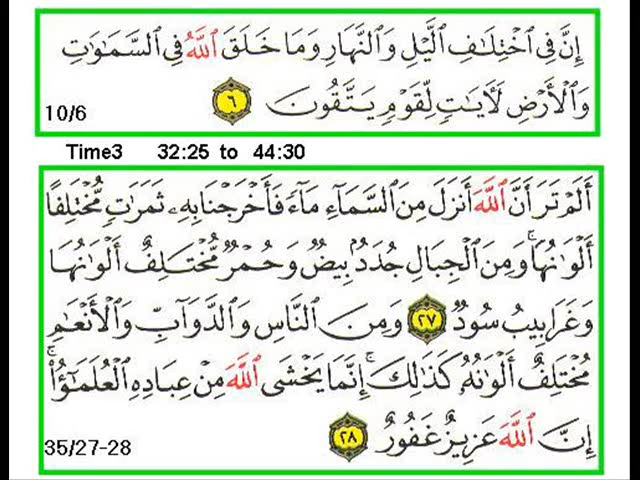 إِنَّ فِي ٱخْتِلَٰفِ ٱلَّيْلِ وَٱلنَّهَارِ وَمَا خَلَقَ ٱللَّهُ فِي ٱلسَّمَٰوَٰتِ
وَٱلْأَرْضِ لَءَايَٰتٍ لِّقَوْمٍ يَتَّقُونَ ٦
10/6
Time3 32:25 to 44:30
أَلَمْ تَرَ أَنَّ ٱللَّهَ أَنزَلَ مِنَ ٱلسَّمَآءِ مَآءً فَأَخْرَجْنَا بِهِۦ ثَمَرَٰتٍ مُّخْتَلِفًا
أَلْوَٰنُهَا ۚ وَمِنَ ٱلْجِبَالِ جُدَدٌۢ بِيضٌ وَحُمْرٌ مُّخْتَلِفٌ أَلْوَٰنُهَا
وَغَرَابِيبُ سُودٌ ٢٧ وَمِنَ ٱلنَّاسِ وَٱلدَّوَآبِّ وَٱلْأَنْعَٰمِ
مُخْتَلِفٌ أَلْوَٰنُهُۥ كَذَٰلِكَ ۗ إِنَّمَا يَخْشَى ٱللَّهَ مِنْ عِبَادِهِ ٱلْعُلَمَٰٓؤُا۟ ۗ
إِنَّ ٱللَّهَ عَزِيزٌ غَفُورٌ ٢٨
35/27-28